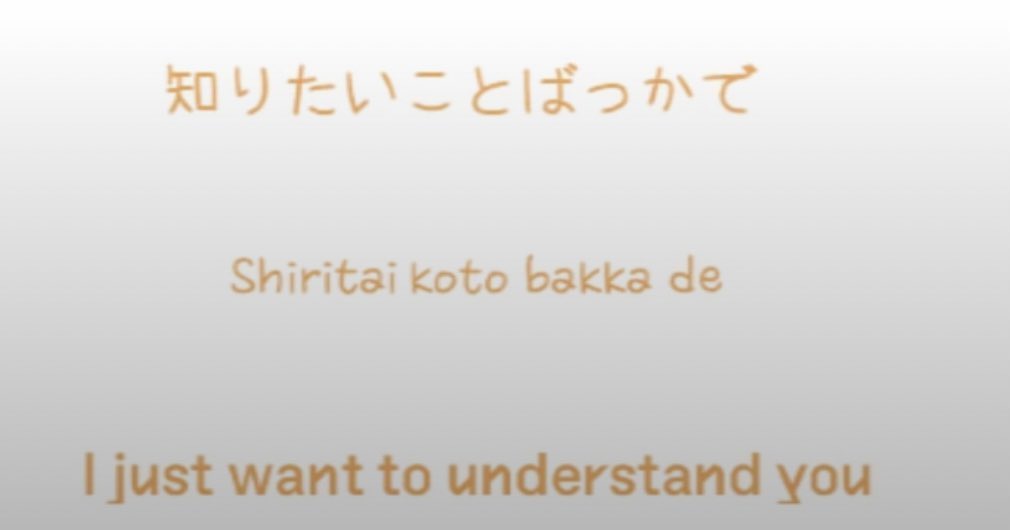 知りたいことばっかで
Shiritai koto bakka de
I just want to understand you